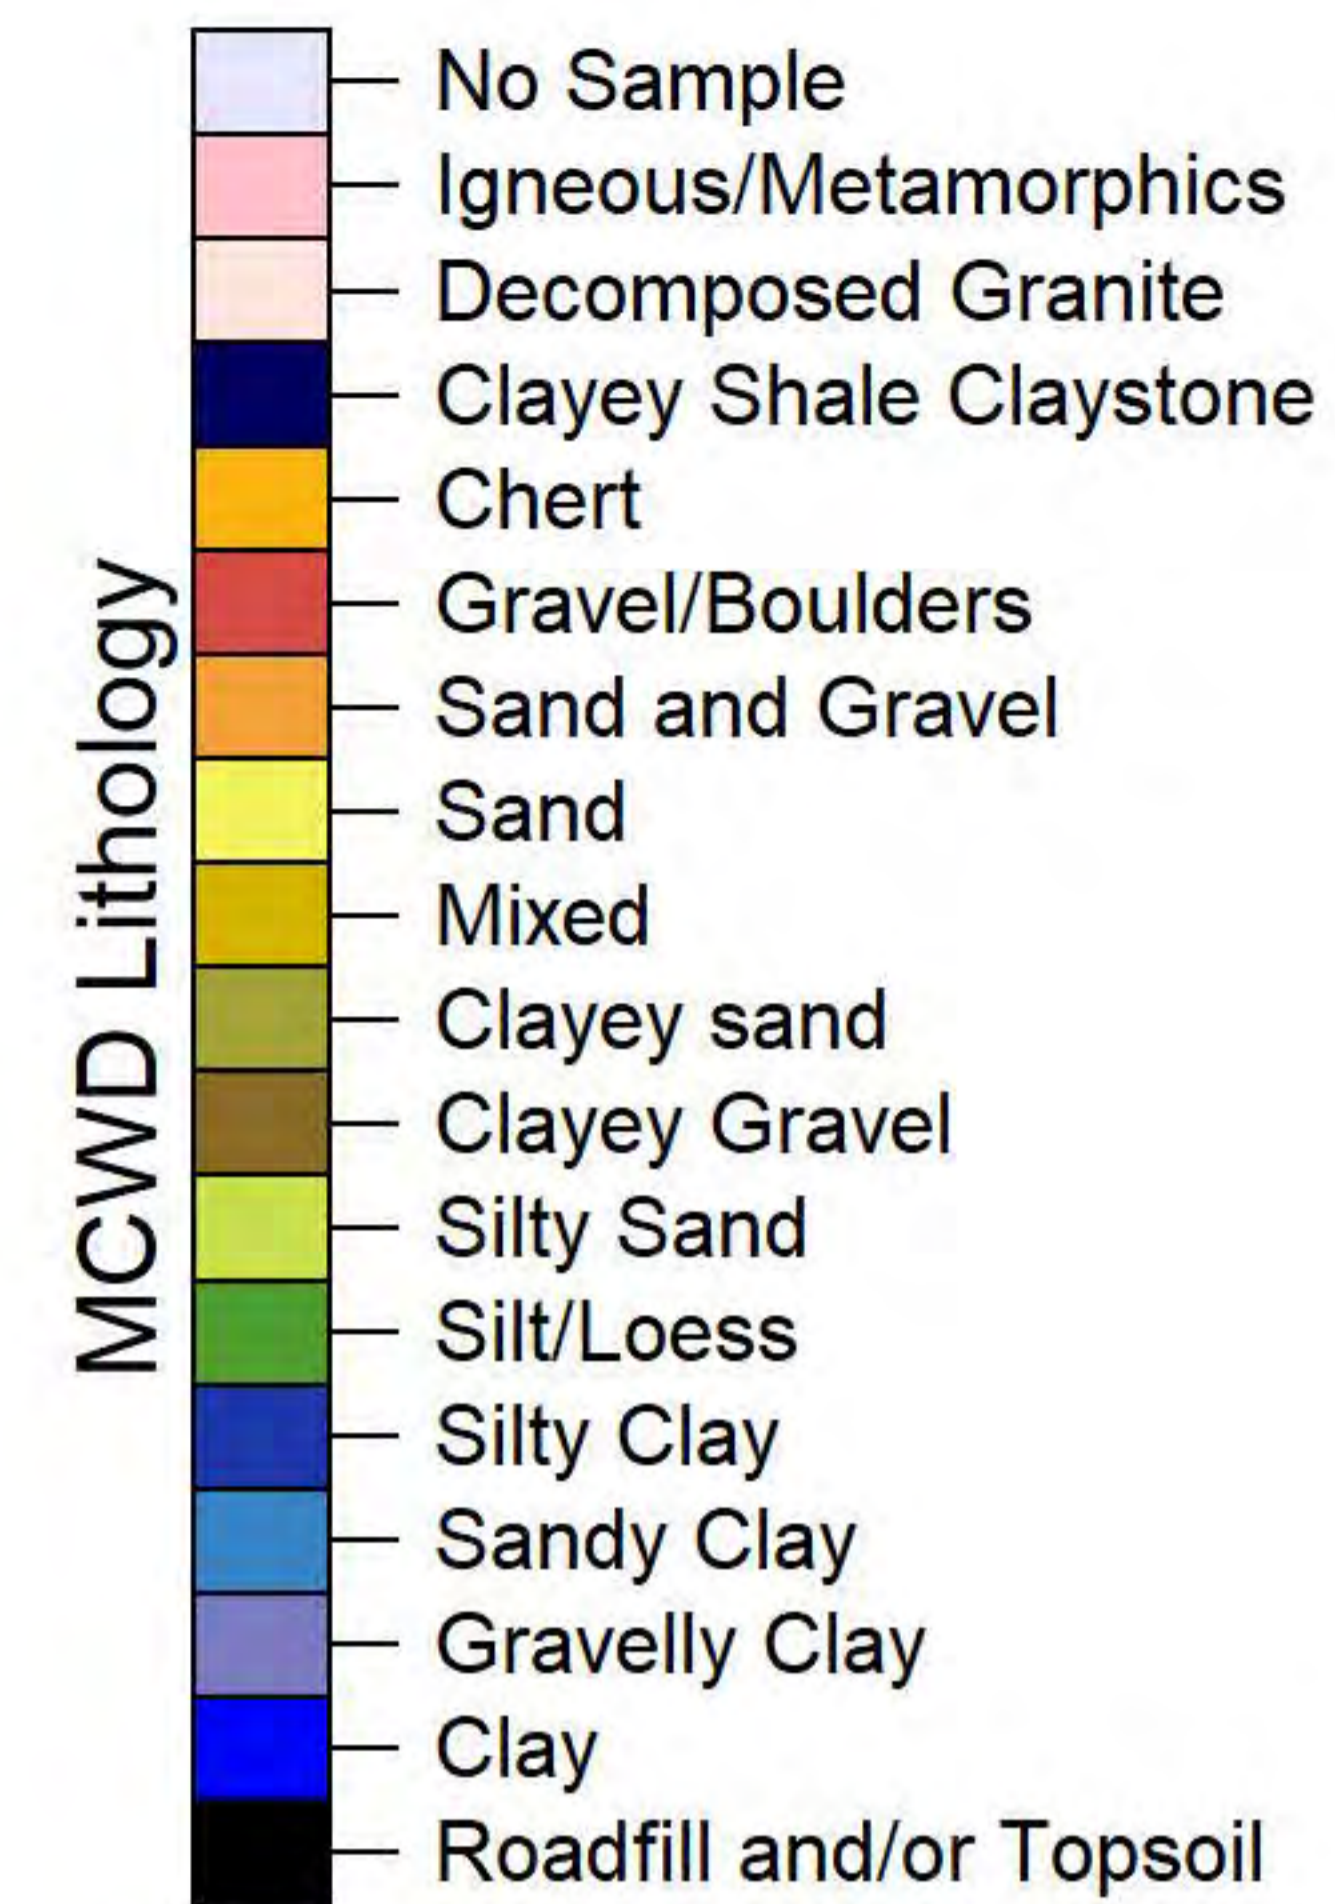 MCWD Lithology
No Sample
Igneous/Metamorphics
Decomposed Granite
Clayey Shale Claystone
Chert
Gravel/Boulders
Sand and Gravel
Sand
Mixed
Clayey sand
Clayey Gravel
Silty Sand
Silt/Loess
Silty Clay
Sandy Clay
Gravelly Clay
Clay
Roadfill and/or Topsoil